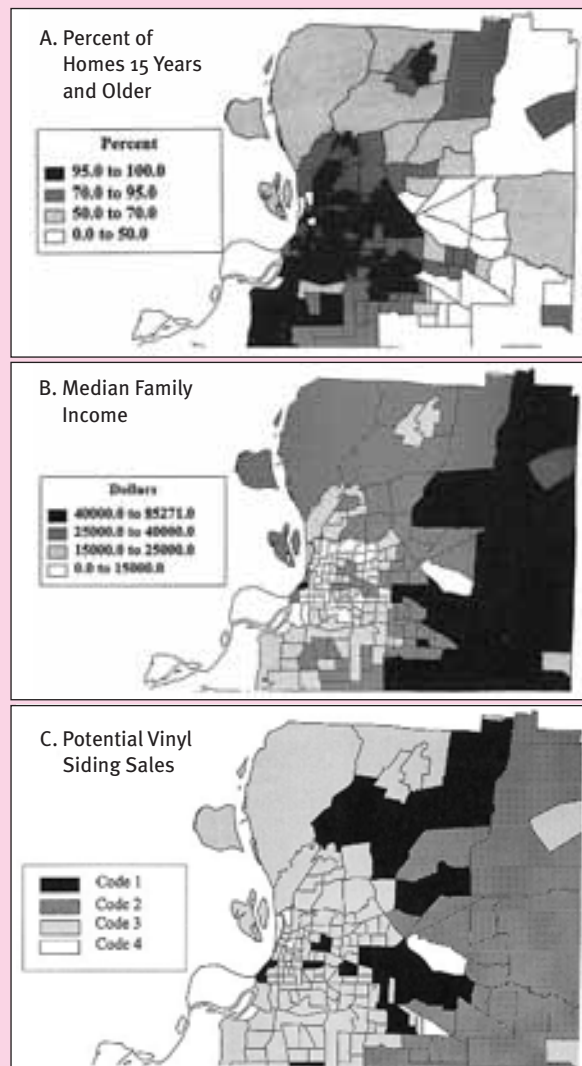 A. Percent of
Homes 15 Years
and Older
Percent
95.0 to 100.0
70.0 to 95.0
50.0 to 70.0
0.0 to 50.0
B. Median Family
Income
Dollars
40000.0 to 85271.0
25000.0 to 40000.0
15000.0 to 25000.0
0.0 to 15000.0
C. Potential Vinyl
Siding Sales
Code 1
Code 2
Code 3
Code 4